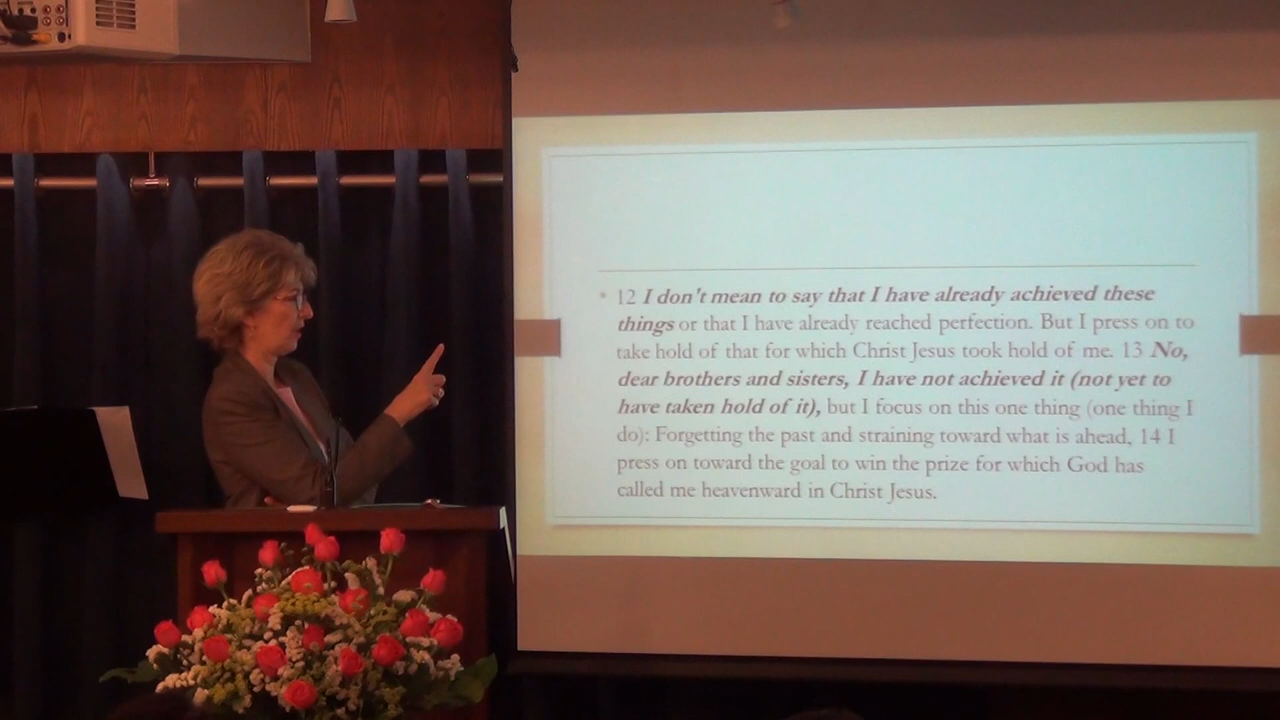 • 12 I don't mean to say that I have already achieved these
things or that I have already reached perfection. But I press on to
take hold of that for which Christ Jesus took hold of me. 13 No,
dear brothers and sisters, I have not achieved it (not yet to
have taken hold of it), but I focus on this one thing (one thing I
do): Forgetting the past and straining toward what is ahead, 14 I
press on toward the goal to win the prize for which God has
called me heavenward in Christ Jesus.